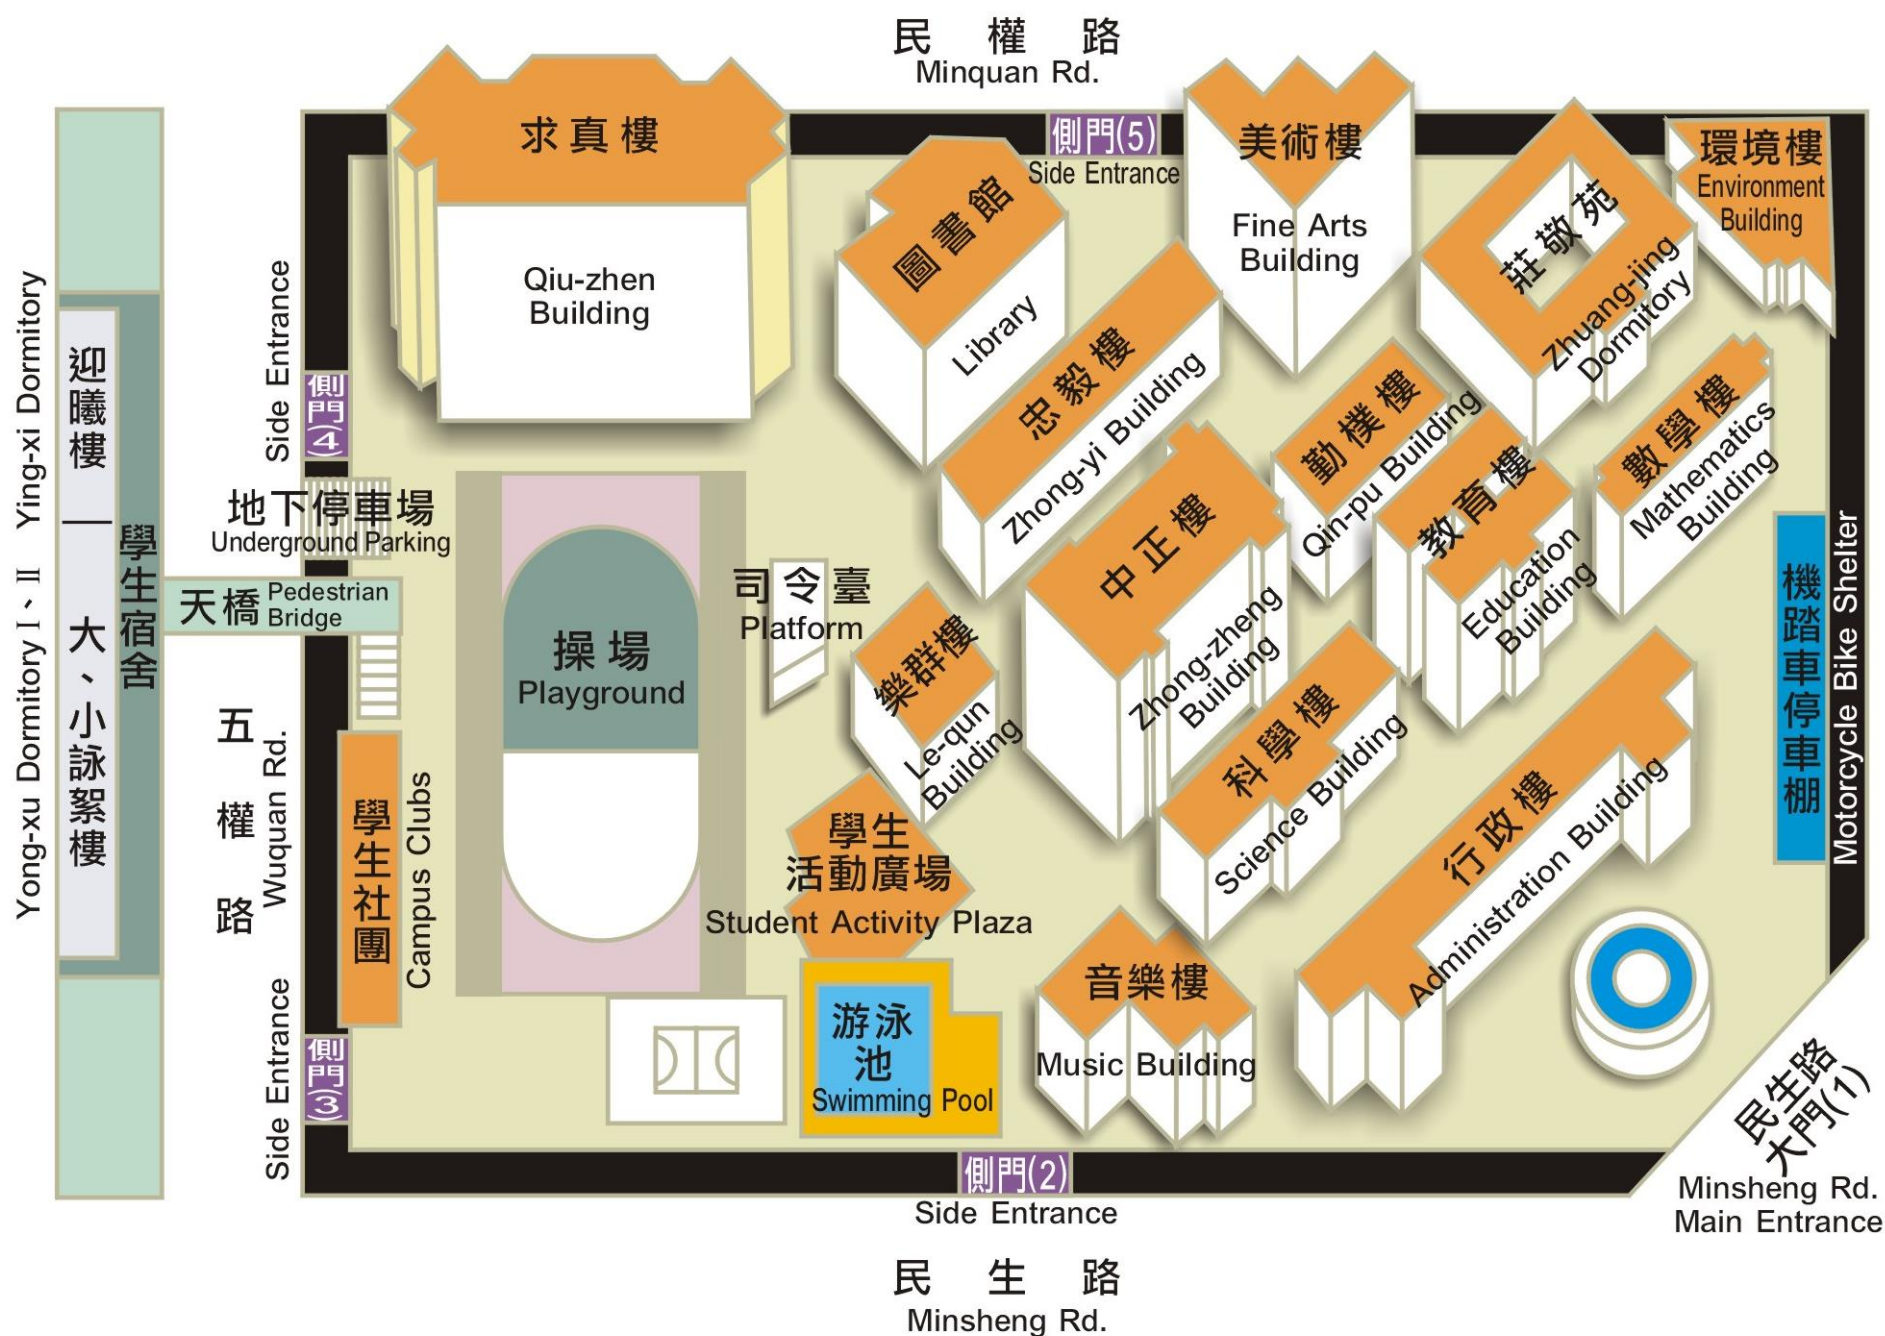 民權路
Minquan Rd.
求真樓
Qiu-zhen
Building
圖書館
Library
側門(5)
Side Entrance
美術樓
Fine Arts
Building
莊敬苑
Zhuang-jing
Dormitory
環境樓
Environment
Building
忠毅樓
Zhong-yi Building
勤樸樓
Qin-pu Building
教育樓
Education
Building
數學樓
Mathematics
Building
機踏車停車棚
Motorcycle Bike Shelter
Side Entrance
側門(4)
地下停車場
Underground Parking
天橋
Pedestrian
Bridge
迎曦樓
Ying-xi Dormitory
大、小詠絮樓
Yong-xu Dormitory I、II
學生宿舍
五權路
Wuquan Rd.
學生社團
Campus Clubs
操場
Playground
司令臺
Platform
樂群樓
Le-qun
Building
中正樓
Zhong-zheng
Building
科學樓
Science Building
行政樓
Administration Building
學生
活動廣場
Student Activity Plaza
游泳
池
Swimming Pool
音樂樓
Music Building
Side Entrance
側門(3)
側門(2)
Side Entrance
民生路
大門(1)
Minsheng Rd.
Main Entrance
民生路
Minsheng Rd.